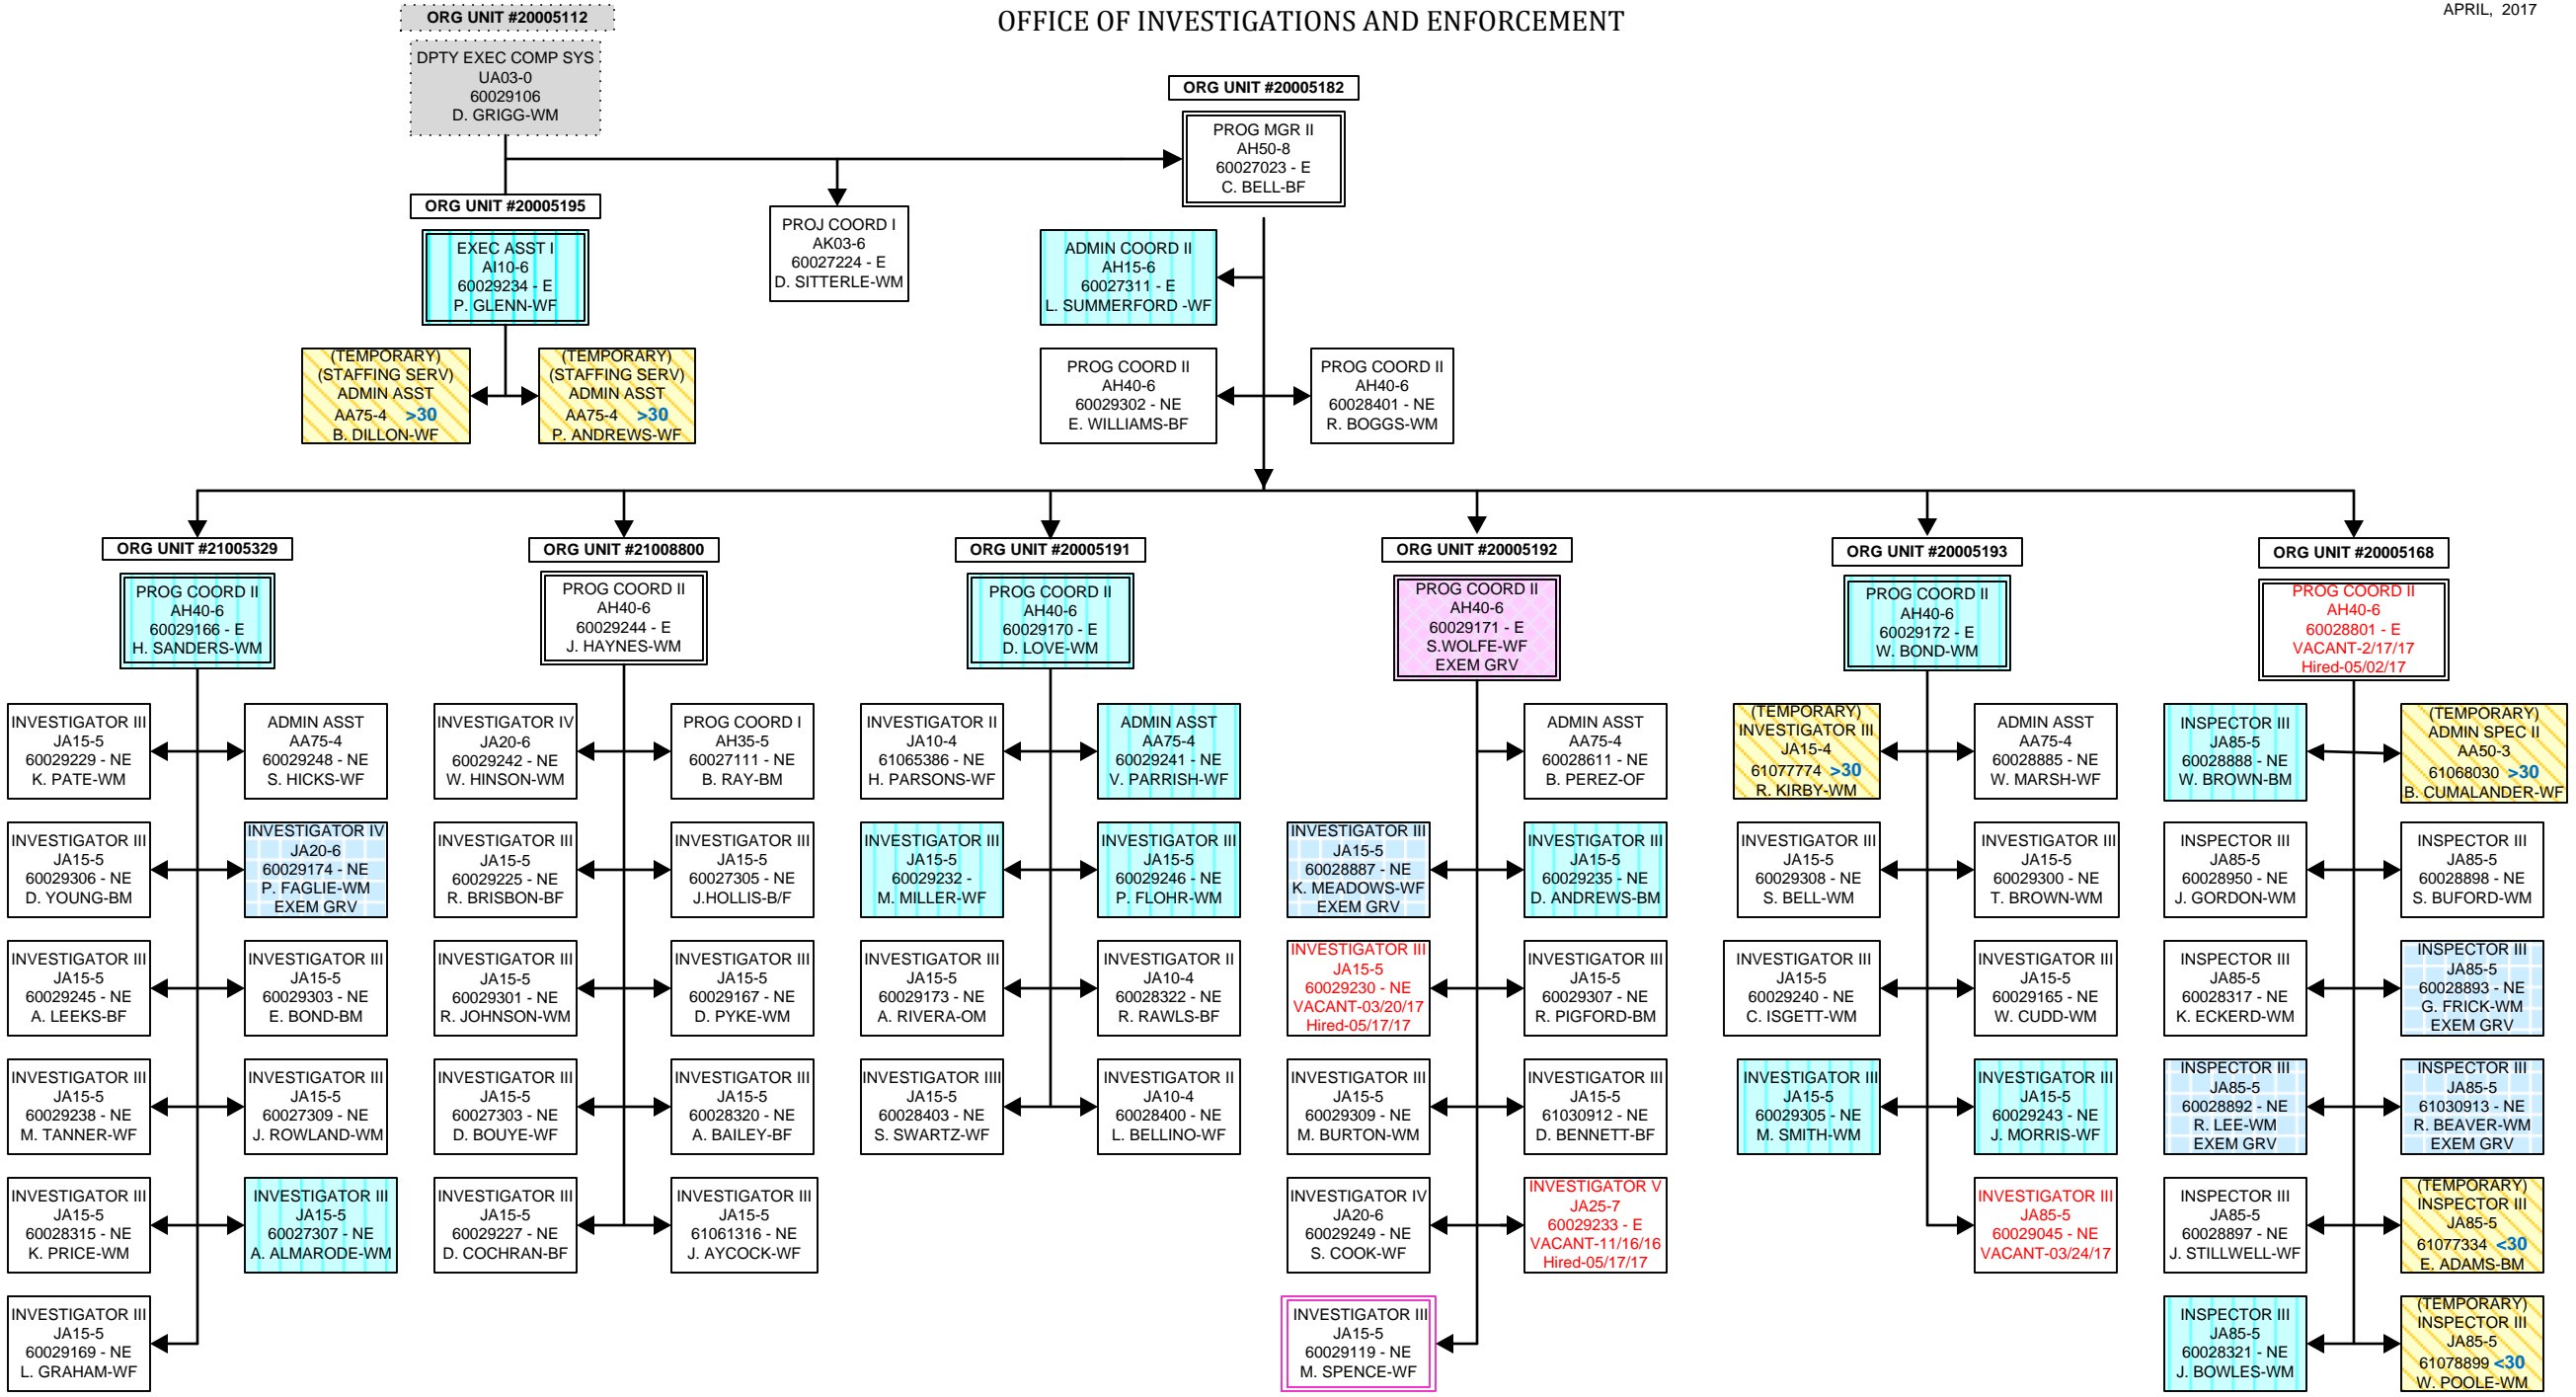 ORG UNIT #20005112
OFFICE OF INVESTIGATIONS AND ENFORCEMENT
APRIL, 2017
DPTY EXEC COMP SYS
UA03-0
60029106
D. GRIGG-WM
ORG UNIT #20005182
PROG MGR II
AH50-8
60027023 - E
C. BELL-BF
ORG UNIT #20005195
EXEC ASST I
AI10-6
60029234 - E
P. GLENN-WF
PROJ COORD I
AK03-6
60027224 - E
D. SITTERLE-WM
ADMIN COORD II
AH15-6
60027311 - E
L. SUMMERFORD -WF
(TEMPORARY)
(STAFFING SERV)
ADMIN ASST
AA75-4 >30
B. DILLON-WF
(TEMPORARY)
(STAFFING SERV)
ADMIN ASST
AA75-4 >30
P. ANDREWS-WF
PROG COORD II
AH40-6
60029302 - NE
E. WILLIAMS-BF
PROG COORD II
AH40-6
60028401 - NE
R. BOGGS-WM
ORG UNIT #21005329
PROG COORD II
AH40-6
60029166 - E
H. SANDERS-WM
INVESTIGATOR III
JA15-5
60029229 - NE
K. PATE-WM
ADMIN ASST
AA75-4
60029248 - NE
S. HICKS-WF
INVESTIGATOR III
JA15-5
60029306 - NE
D. YOUNG-BM
INVESTIGATOR IV
JA20-6
60029174 - NE
P. FAGLIE-WM
EXEM GRV
INVESTIGATOR III
JA15-5
60029245 - NE
A. LEEKS-BF
INVESTIGATOR III
JA15-5
60029303 - NE
E. BOND-BM
INVESTIGATOR III
JA15-5
60029238 - NE
M. TANNER-WF
INVESTIGATOR III
JA15-5
60027309 - NE
J. ROWLAND-WM
INVESTIGATOR III
JA15-5
60028315 - NE
K. PRICE-WM
INVESTIGATOR III
JA15-5
60027307 - NE
A. ALMARODE-WM
INVESTIGATOR III
JA15-5
60029169 - NE
L. GRAHAM-WF
ORG UNIT #21008800
PROG COORD II
AH40-6
60029244 - E
J. HAYNES-WM
INVESTIGATOR IV
JA20-6
60029242 - NE
W. HINSON-WM
PROG COORD I
AH35-5
60027111 - NE
B. RAY-BM
INVESTIGATOR III
JA15-5
60029225 - NE
R. BRISBON-BF
INVESTIGATOR III
JA15-5
60027305 - NE
J.HOLLIS-B/F
INVESTIGATOR III
JA15-5
60029301 - NE
R. JOHNSON-WM
INVESTIGATOR III
JA15-5
60029167 - NE
D. PYKE-WM
INVESTIGATOR III
JA15-5
60027303 - NE
D. BOUYE-WF
INVESTIGATOR III
JA15-5
60028320 - NE
A. BAILEY-BF
INVESTIGATOR III
JA15-5
60029227 - NE
D. COCHRAN-BF
INVESTIGATOR III
JA15-5
61061316 - NE
J. AYCOCK-WF
ORG UNIT #20005191
PROG COORD II
AH40-6
60029170 - E
D. LOVE-WM
INVESTIGATOR II
JA10-4
61065386 - NE
H. PARSONS-WF
ADMIN ASST
AA75-4
60029241 - NE
V. PARRISH-WF
INVESTIGATOR III
JA15-5
60029232 -
M. MILLER-WF
INVESTIGATOR III
JA15-5
60029246 - NE
P. FLOHR-WM
INVESTIGATOR III
JA15-5
60029173 - NE
A. RIVERA-OM
INVESTIGATOR II
JA10-4
60028322 - NE
R. RAWLS-BF
INVESTIGATOR IIII
JA15-5
60028403 - NE
S. SWARTZ-WF
INVESTIGATOR II
JA10-4
60028400 - NE
L. BELLINO-WF
ORG UNIT #20005192
PROG COORD II
AH40-6
60029171 - E
S.WOLFE-WF
EXEM GRV
ADMIN ASST
AA75-4
60028611 - NE
B. PEREZ-OF
INVESTIGATOR III
JA15-5
60028887 - NE
K. MEADOWS-WF
EXEM GRV
INVESTIGATOR III
JA15-5
60029235 - NE
D. ANDREWS-BM
INVESTIGATOR III
JA15-5
60029230 - NE
VACANT-03/20/17
Hired-05/17/17
INVESTIGATOR III
JA15-5
60029307 - NE
R. PIGFORD-BM
INVESTIGATOR III
JA15-5
60029309 - NE
M. BURTON-WM
INVESTIGATOR III
JA15-5
61030912 - NE
D. BENNETT-BF
INVESTIGATOR IV
JA20-6
60029249 - NE
S. COOK-WF
INVESTIGATOR V
JA25-7
60029233 - E
VACANT-11/16/16
Hired-05/17/17
INVESTIGATOR III
JA15-5
60029119 - NE
M. SPENCE-WF
ORG UNIT #20005193
PROG COORD II
AH40-6
60029172 - E
W. BOND-WM
(TEMPORARY)
INVESTIGATOR III
JA15-4
61077774 >30
R. KIRBY-WM
ADMIN ASST
AA75-4
60028885 - NE
W. MARSH-WF
INVESTIGATOR III
JA15-5
60029308 - NE
S. BELL-WM
INVESTIGATOR III
JA15-5
60029300 - NE
T. BROWN-WM
INVESTIGATOR III
JA15-5
60029240 - NE
C. ISGETT-WM
INVESTIGATOR III
JA15-5
60029165 - NE
W. CUDD-WM
INVESTIGATOR III
JA15-5
60029305 - NE
M. SMITH-WM
INVESTIGATOR III
JA15-5
60029243 - NE
J. MORRIS-WF
INVESTIGATOR III
JA85-5
60029045 - NE
VACANT-03/24/17
ORG UNIT #20005168
PROG COORD II
AH40-6
60028801 - E
VACANT-2/17/17
Hired-05/02/17
INSPECTOR III
JA85-5
60028888 - NE
W. BROWN-BM
(TEMPORARY)
ADMIN SPEC II
AA50-3
61068030 >30
B. CUMALANDER-WF
INSPECTOR III
JA85-5
60028950 - NE
J. GORDON-WM
INSPECTOR III
JA85-5
60028898 - NE
S. BUFORD-WM
INSPECTOR III
JA85-5
60028317 - NE
K. ECKERD-WM
INSPECTOR III
JA85-5
60028893 - NE
G. FRICK-WM
EXEM GRV
INSPECTOR III
JA85-5
60028892 - NE
R. LEE-WM
EXEM GRV
INSPECTOR III
JA85-5
61030913 - NE
R. BEAVER-WM
EXEM GRV
INSPECTOR III
JA85-5
60028897 - NE
J. STILLWELL-WF
(TEMPORARY)
INSPECTOR III
JA85-5
61077334 <30
E. ADAMS-BM
INSPECTOR III
JA85-5
60028321 - NE
J. BOWLES-WM
(TEMPORARY)
INSPECTOR III
JA85-5
61078899 <30
W. POOLE-WM